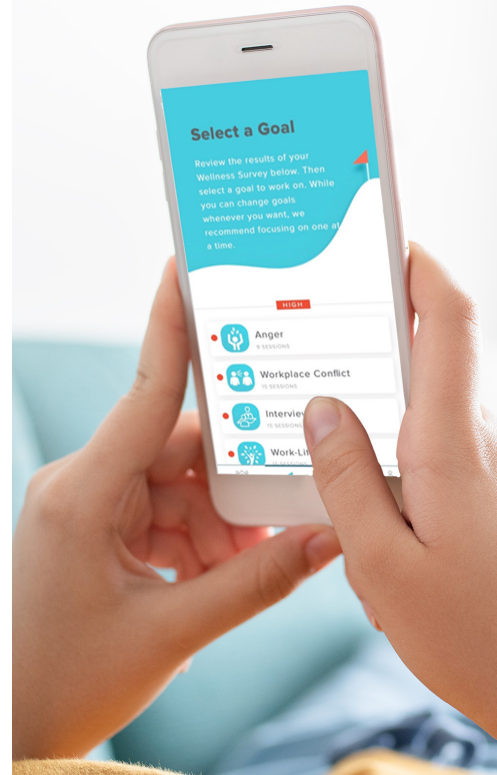 Select a Goal
Review the results of your
Wellness Survey below. Then
select a goal to work on. While
you can change goals
whenever you want, we
recommend focusing on one at
a time.
HIGH
Anger
9 SESSIONS
Workplace Conflict
15 SESSIONS
15 SESSIONS